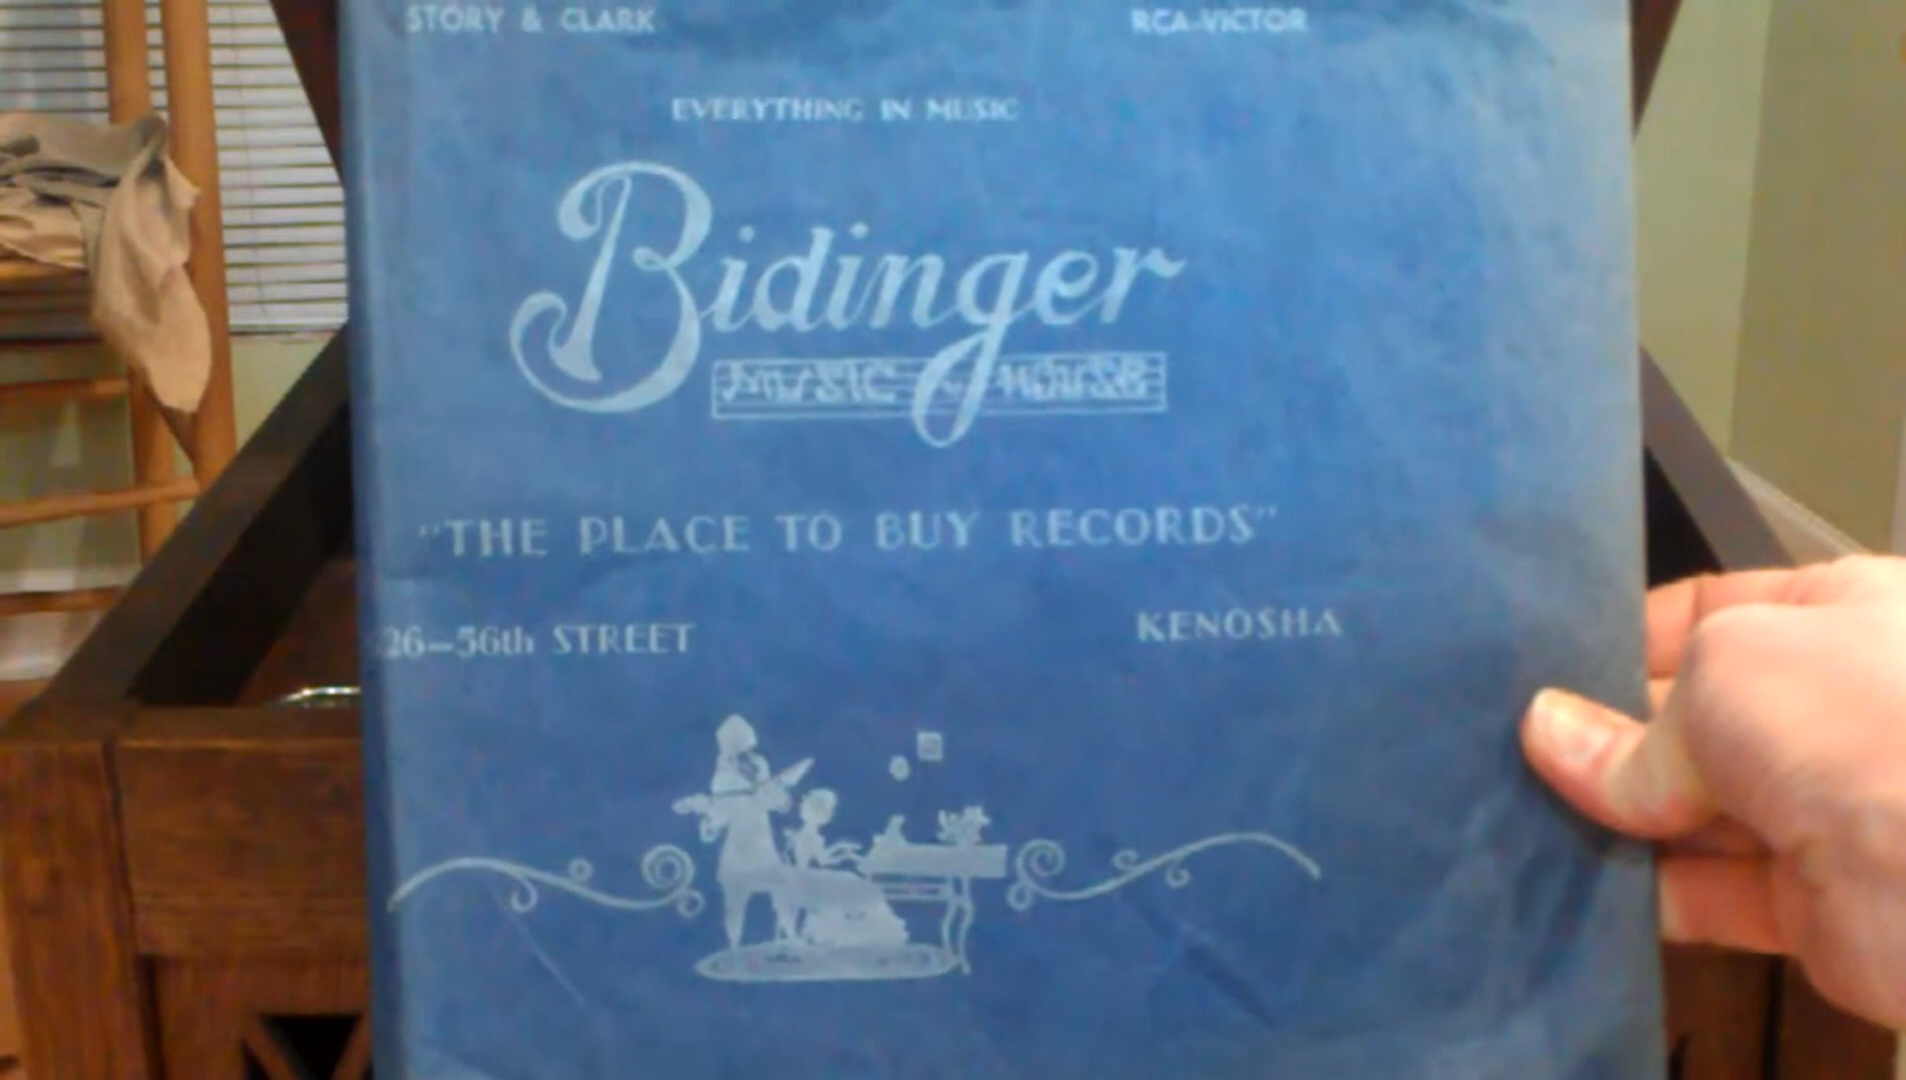 STORY & CLARK RCA-VICTOR
EVERYTHING IN MUSIC
Bidinger
MUSIC HOUSE
"THE PLACE TO BUY RECORDS"
26—56th STREET KENOSHA